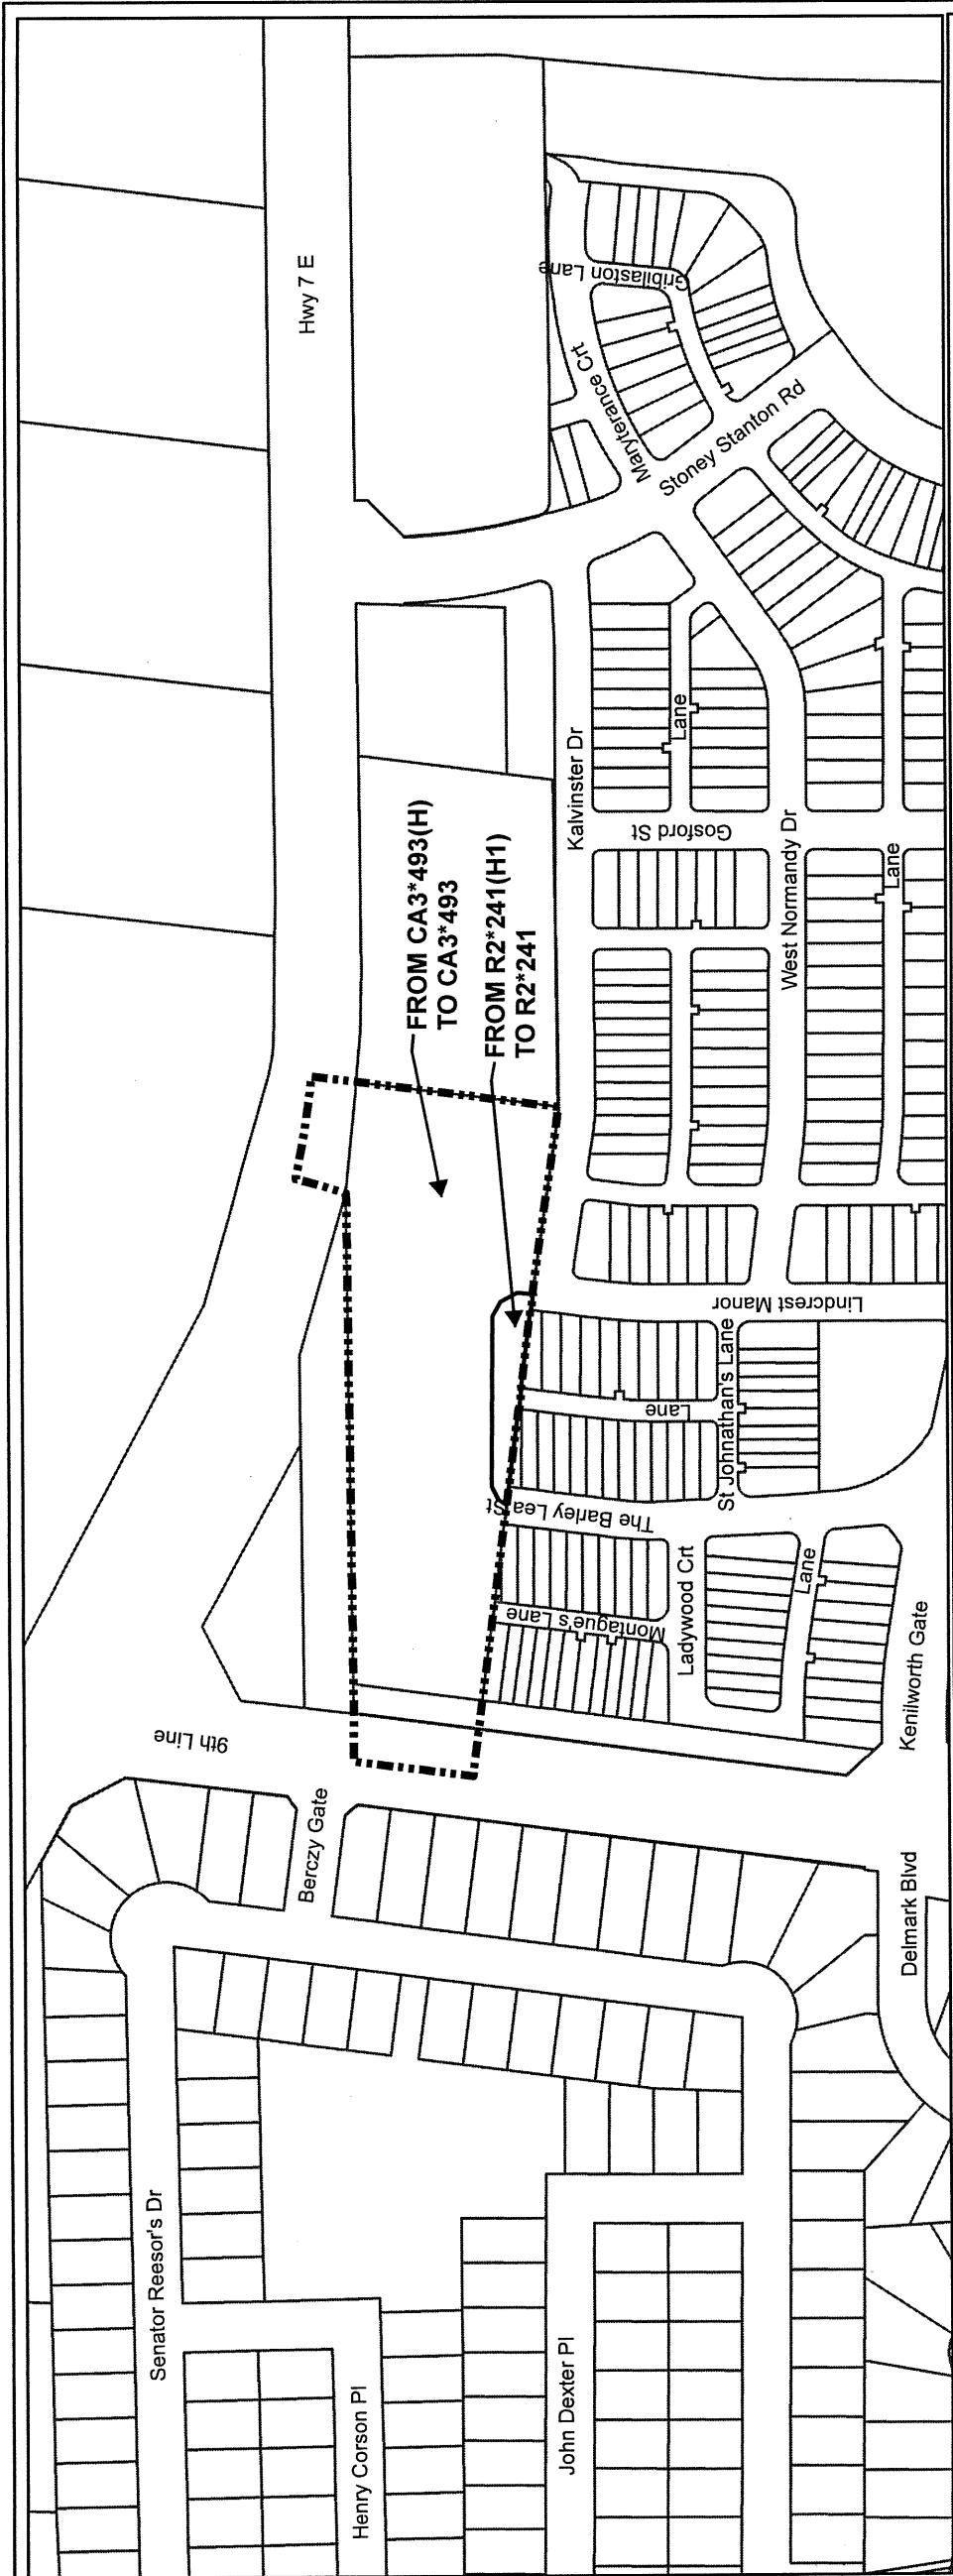 Hwy 7 E
Gribilaston Lane
Maryterance Crt
Stoney Stanton Rd
Kalvinster Dr
Lane
Gosford St
West Normandy Dr
Lane
FROM CA3*493(H)
TO CA3*493
FROM R2*241(H1)
TO R2*241
Lindcrest Manor
St Johnathan's Lane
Lane
The Barley Lea St
Montague's Lane
Ladywood Crt
Lane
Kenilworth Gate
9th Line
Berczy Gate
Delmark Blvd
Senator Reesor's Dr
Henry Corson Pl
John Dexter Pl